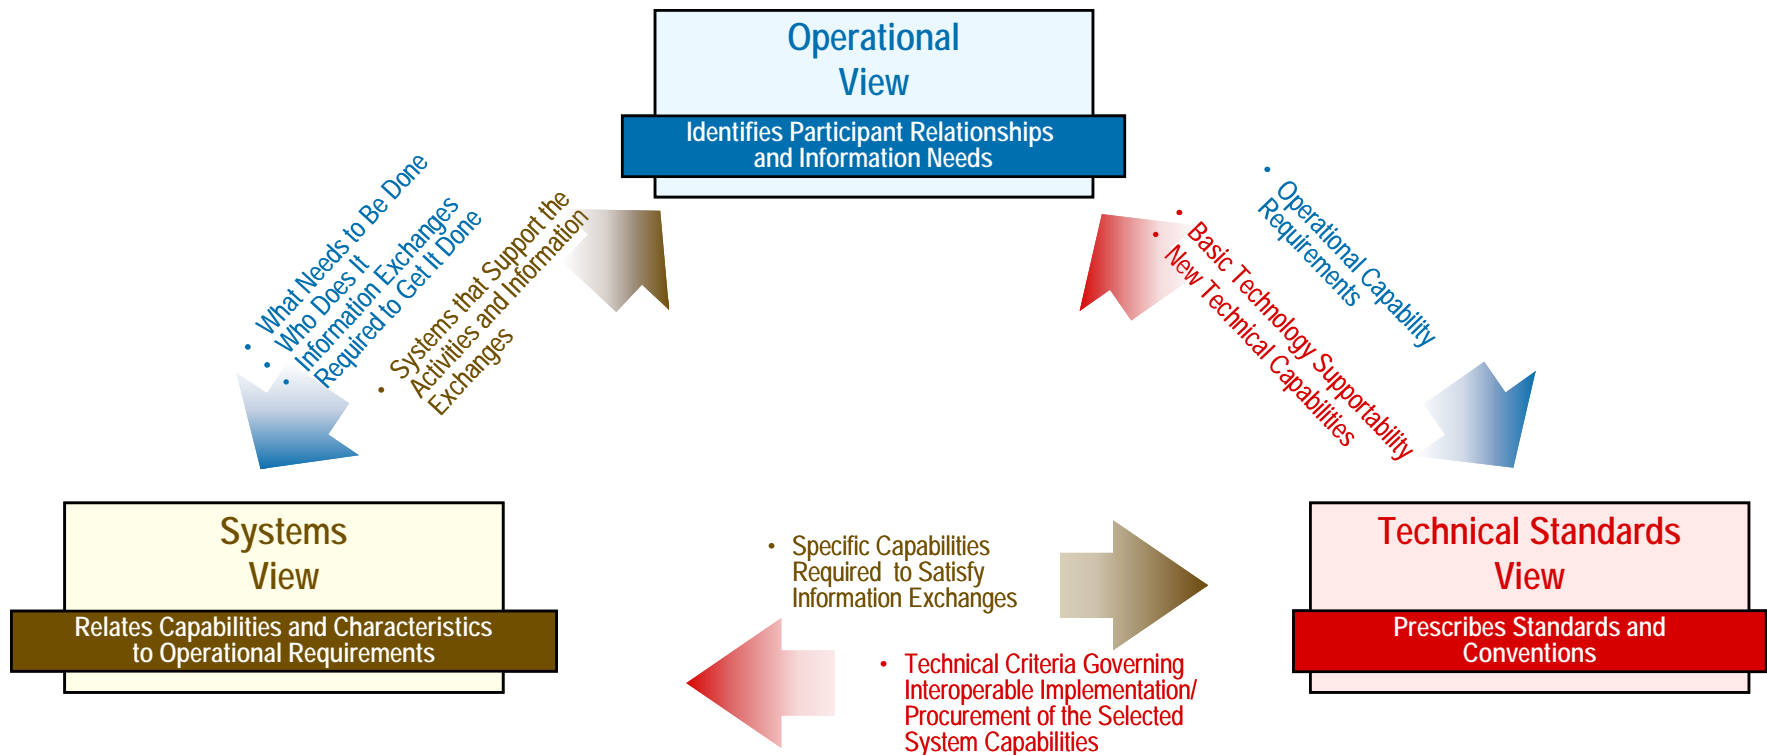 Operational
View
Identifies Participant Relationships
and Information Needs
• What Needs to Be Done
• Who Does It
• Information Exchanges
Required to Get It Done
• Systems that Support the
Activities and Information
Exchanges
• Operational Capability
Requirements
• Basic Technology Supportability
• New Technical Capabilities
Systems
View
Relates Capabilities and Characteristics
to Operational Requirements
• Specific Capabilities
Required to Satisfy
Information Exchanges
• Technical Criteria Governing
Interoperable Implementation/
Procurement of the Selected
System Capabilities
Technical Standards
View
Prescribes Standards and
Conventions